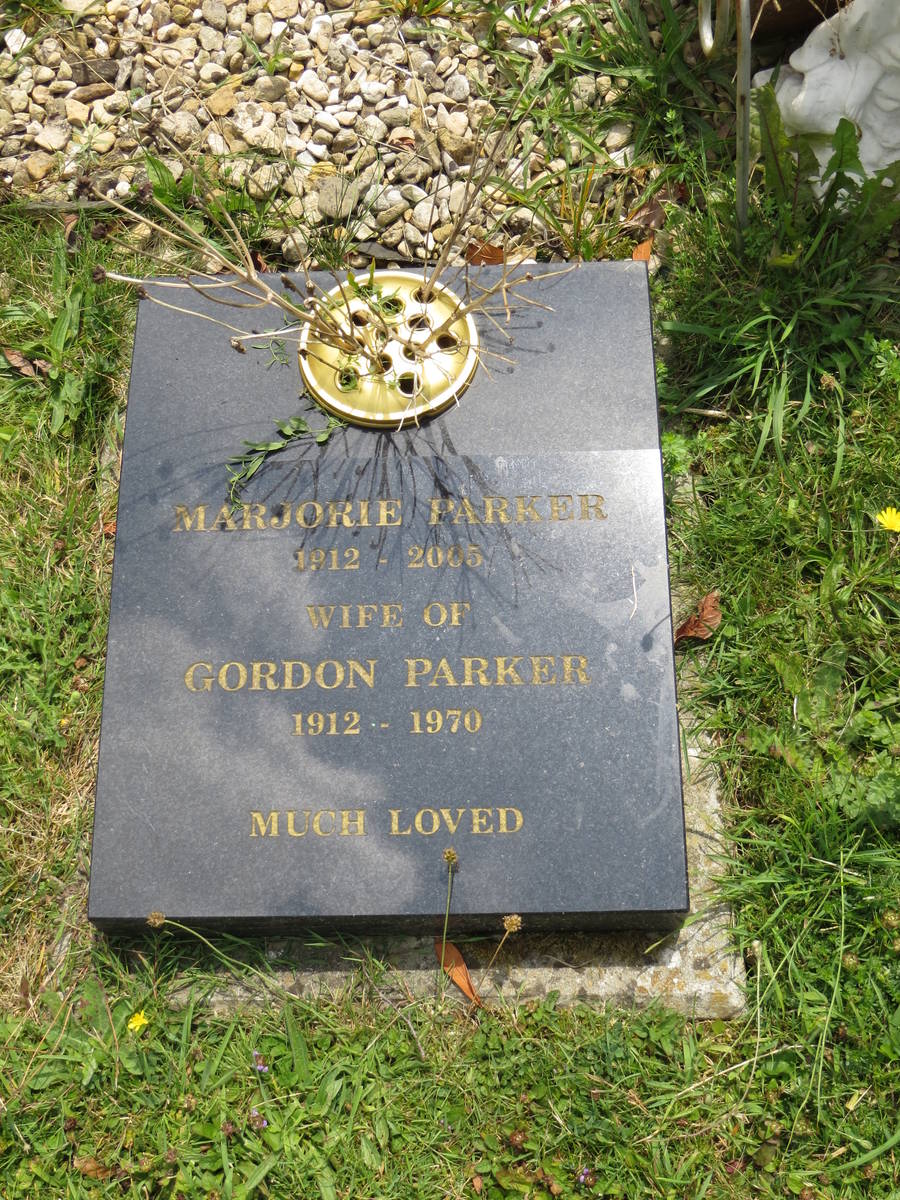 MARJORIE PARKER
1912 - 2005
WIFE OF
GORDON PARKER
1912 - 1970
MUCH LOVED